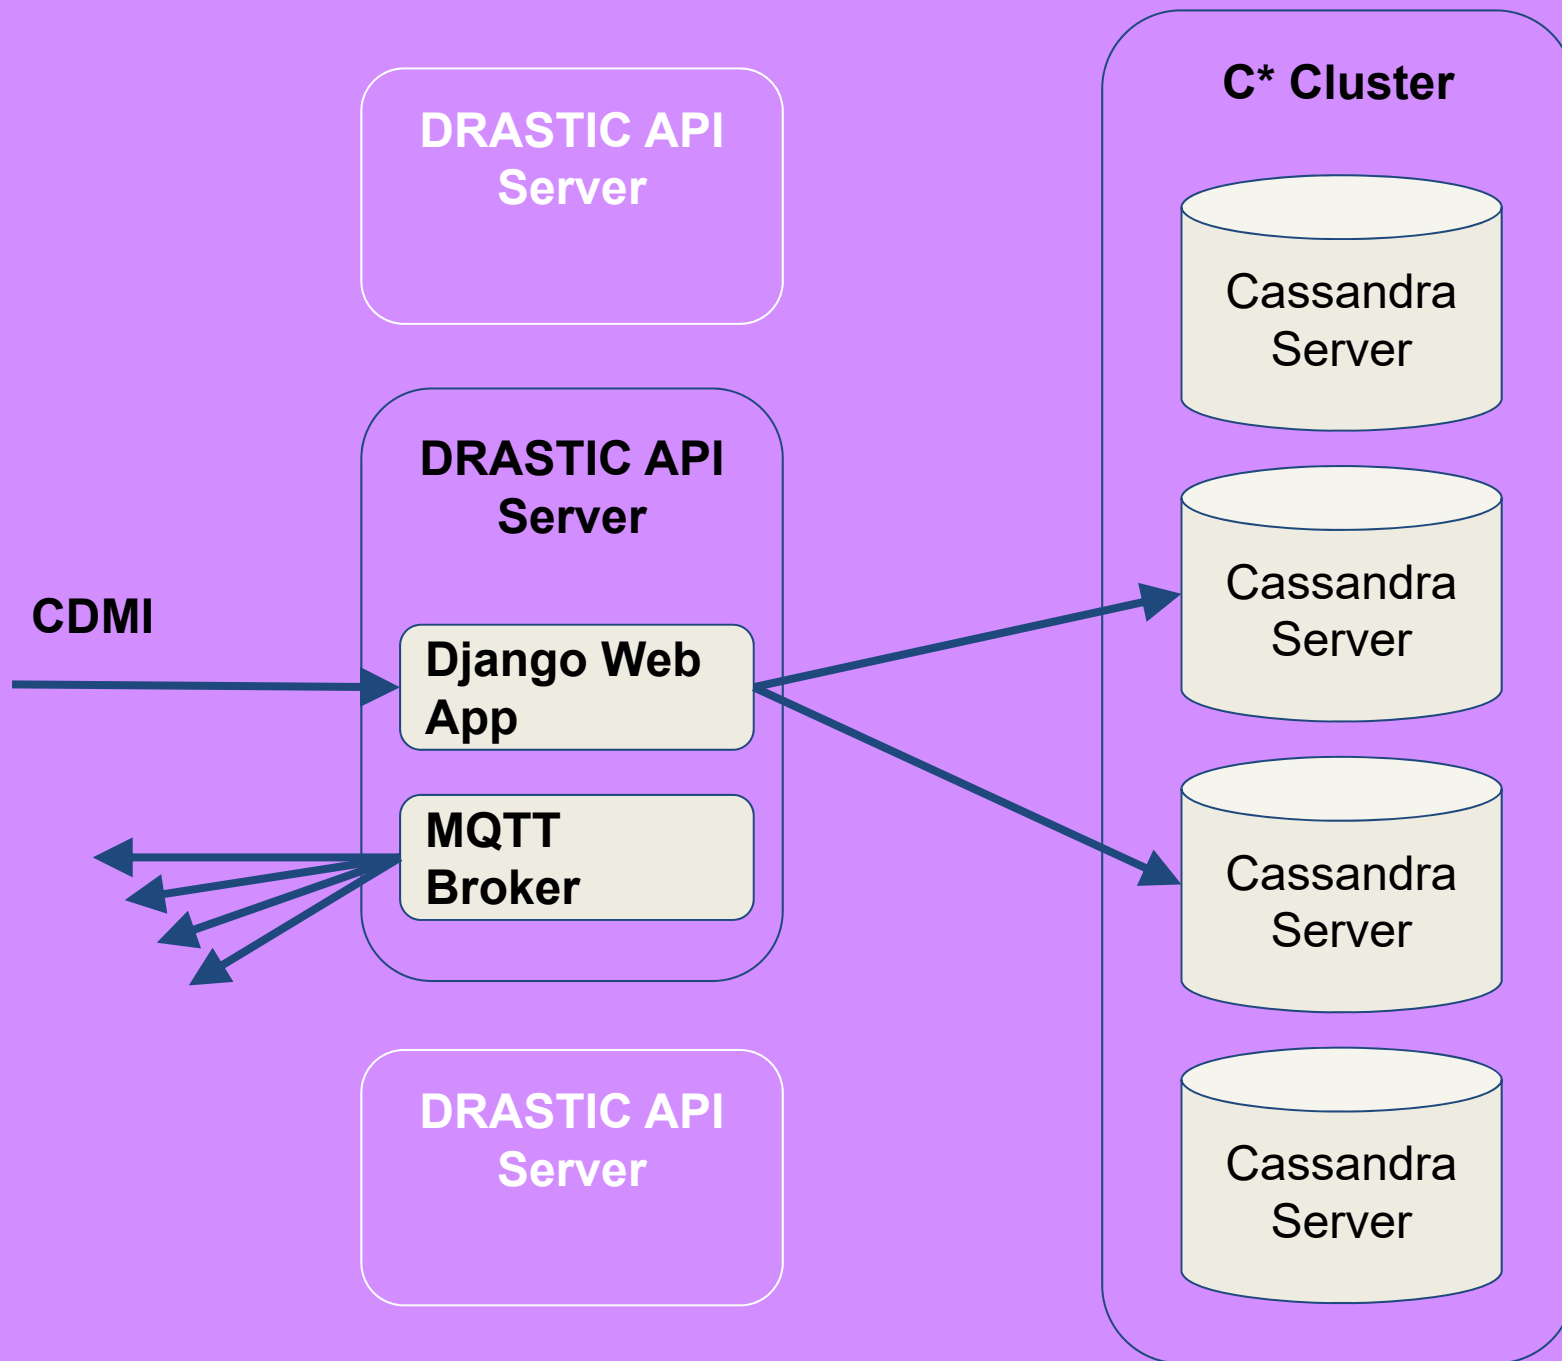 DRASTIC API
Server
DRASTIC API
Server
CDMI
Django Web
App
MQTT
Broker
DRASTIC API
Server
C* Cluster
Cassandra
Server
Cassandra
Server
Cassandra
Server
Cassandra
Server